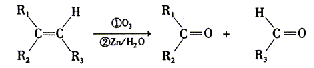 R₁ H R₁ H
C=C ①O₃ C=O + C=O
②Zn/H₂O
R₂ R₃ R₂ R₃